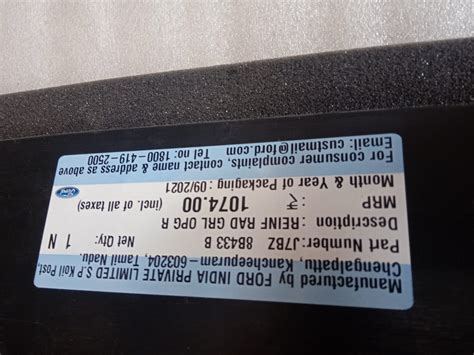 Manufactured by FORD INDIA PRIVATE LIMITED S.P Koil Post,
Chengalpattu, Kancheepuram -603204, Tamil Nadu.
Part Number: J7BZ 88433 B Net Qty: 1 N
Description: REINF RAD GRL OPG R
MRP : ₹: 1074.00 (incl. of all taxes)
Month & Year of Packaging : 09/2021
For consumer complaints, contact name & address as above
Email: custmail@ford.com, Tel no: 1800-419-2500
Ford